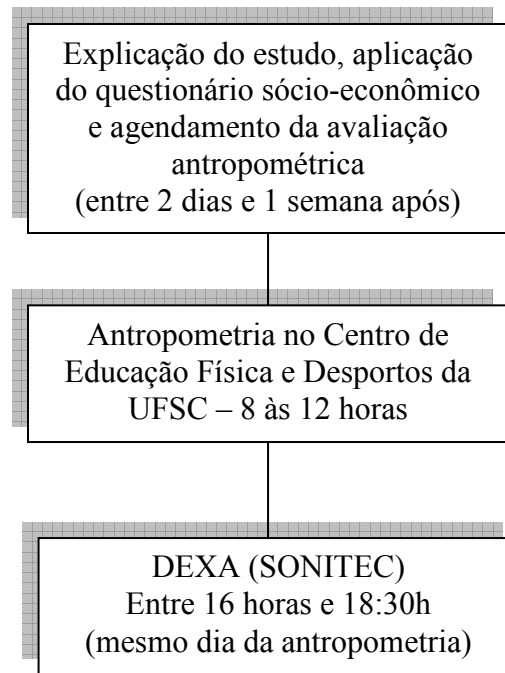 Explicação do estudo, aplicação
do questionário sócio-econômico
e agendamento da avaliação
antropométrica
(entre 2 dias e 1 semana após)
Antropometria no Centro de
Educação Física e Desportos da
UFSC – 8 às 12 horas
DEXA (SONITEC)
Entre 16 horas e 18:30h
(mesmo dia da antropometria)